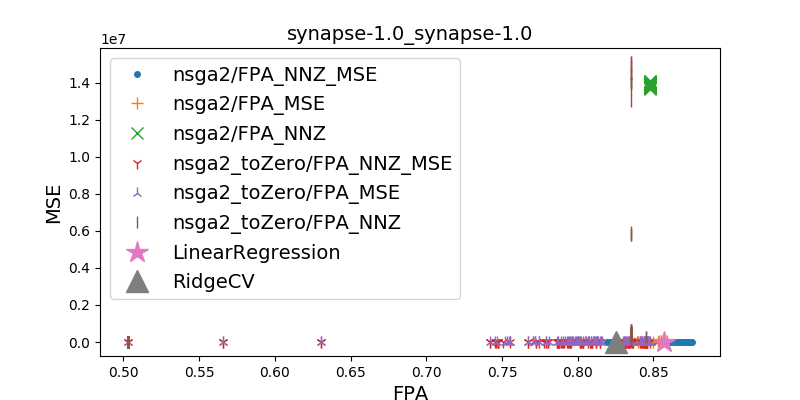 synapse-1.0_synapse-1.0
1e7
1.4
1.2
1.0
0.8
0.6
0.4
0.2
0.0
MSE
nsga2/FPA_NNZ_MSE
nsga2/FPA_MSE
nsga2/FPA_NNZ
nsga2_toZero/FPA_NNZ_MSE
nsga2_toZero/FPA_MSE
nsga2_toZero/FPA_NNZ
LinearRegression
RidgeCV
0.50 0.55 0.60 0.65 0.70 0.75 0.80 0.85
FPA